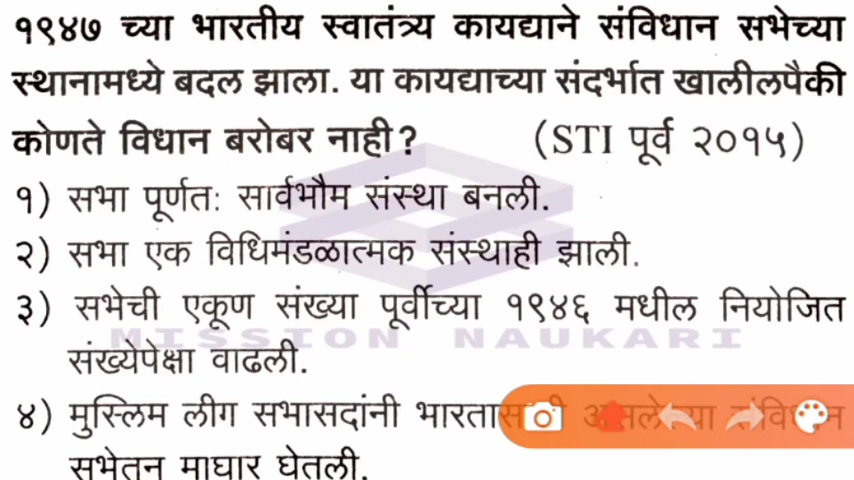 १९४७ च्या भारतीय स्वातंत्र्य कायद्याने संविधान सभेच्या
स्थानामध्ये बदल झाला. या कायद्याच्या संदर्भात खालीलपैकी
कोणते विधान बरोबर नाही? (STI पूर्व २०१५)
१) सभा पूर्णत: सार्वभौम संस्था बनली.
२) सभा एक विधिमंडळात्मक संस्थाही झाली.
३) सभेची एकूण संख्या पूर्वीच्या १९४६ मधील नियोजित
MISSION NAUKARI
संख्येपेक्षा वाढली.
४) मुस्लिम लीग सभासदांनी
सभेतून माघार घेतली.